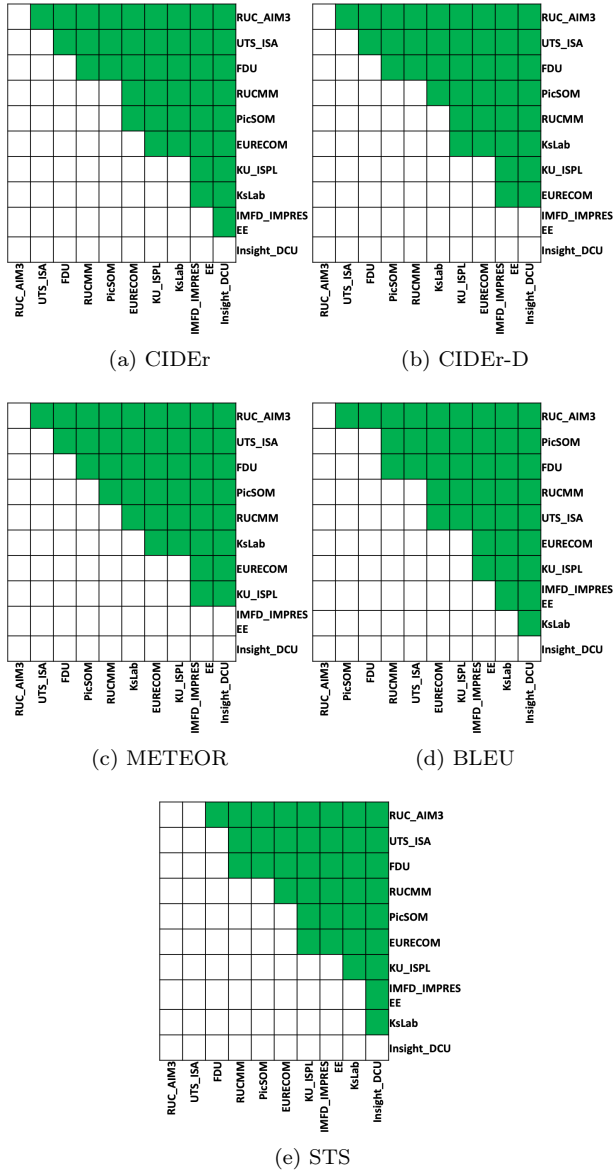 RUC_AIM3
UTS_ISA
FDU
RUCMM
PicSOM
EURECOM
KU_ISPL
KsLab
IMFD_IMPRES
EE
Insight_DCU
RUC_AIM3
UTS_ISA
FDU
RUCMM
PicSOM
EURECOM
KU_ISPL
KsLab
IMFD_IMPRES
EE
Insight_DCU
(a) CIDEr
RUC_AIM3
UTS_ISA
FDU
PicSOM
RUCMM
KsLab
KU_ISPL
EURECOM
IMFD_IMPRES
EE
Insight_DCU
RUC_AIM3
UTS_ISA
FDU
PicSOM
RUCMM
KsLab
KU_ISPL
EURECOM
IMFD_IMPRES
EE
Insight_DCU
(b) CIDEr-D
RUC_AIM3
UTS_ISA
FDU
PicSOM
RUCMM
KsLab
EURECOM
KU_ISPL
IMFD_IMPRES
EE
Insight_DCU
RUC_AIM3
UTS_ISA
FDU
PicSOM
RUCMM
KsLab
EURECOM
KU_ISPL
IMFD_IMPRES
EE
Insight_DCU
(c) METEOR
RUC_AIM3
PicSOM
FDU
RUCMM
UTS_ISA
EURECOM
KU_ISPL
IMFD_IMPRES
EE
KsLab
Insight_DCU
RUC_AIM3
PicSOM
FDU
RUCMM
UTS_ISA
EURECOM
KU_ISPL
IMFD_IMPRES
EE
KsLab
Insight_DCU
(d) BLEU
RUC_AIM3
UTS_ISA
FDU
RUCMM
PicSOM
EURECOM
KU_ISPL
IMFD_IMPRES
EE
KsLab
Insight_DCU
RUC_AIM3
UTS_ISA
FDU
RUCMM
PicSOM
EURECOM
KU_ISPL
IMFD_IMPRES
EE
KsLab
Insight_DCU
(e) STS